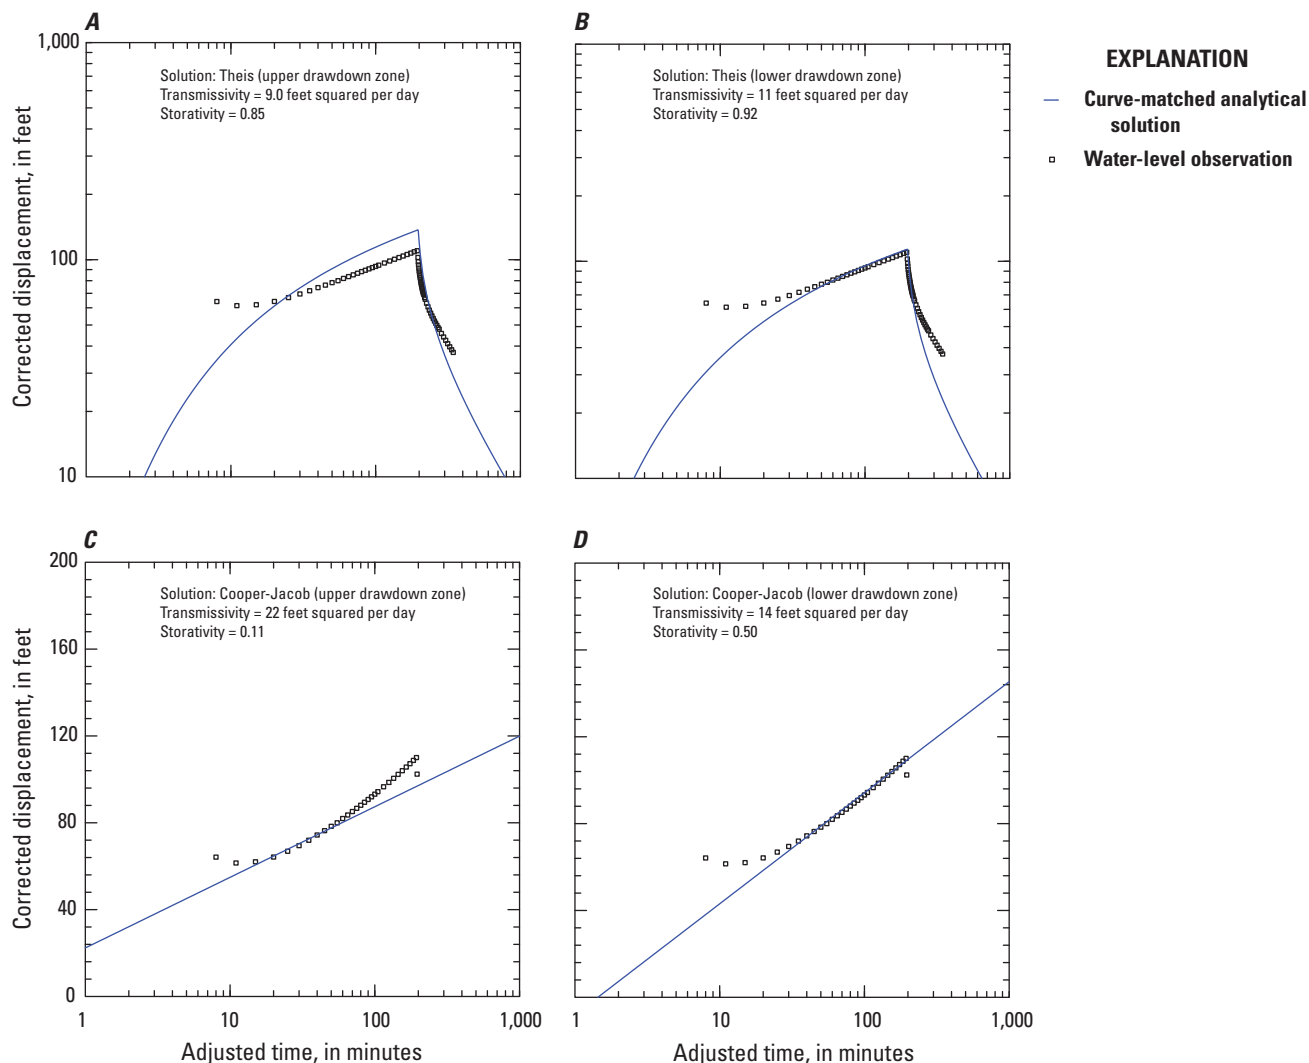 A
B
1,000
100
10
Corrected displacement, in feet
Solution: Theis (upper drawdown zone)
Transmissivity = 9.0 feet squared per day
Storativity = 0.85
Solution: Theis (lower drawdown zone)
Transmissivity = 11 feet squared per day
Storativity = 0.92
EXPLANATION
Curve-matched analytical
solution
Water-level observation
C
D
200
160
120
80
40
0
Corrected displacement, in feet
Solution: Cooper-Jacob (upper drawdown zone)
Transmissivity = 22 feet squared per day
Storativity = 0.11
Solution: Cooper-Jacob (lower drawdown zone)
Transmissivity = 14 feet squared per day
Storativity = 0.50
1 10 100 1,000
1 10 100 1,000
Adjusted time, in minutes
Adjusted time, in minutes